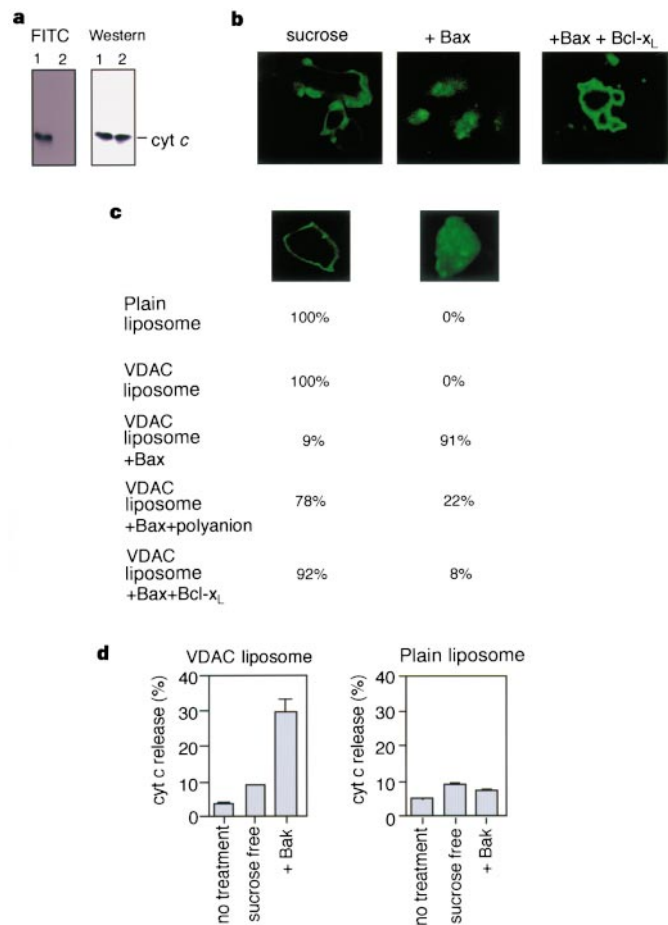 a
FITC Western
1 2 1 2
cyt c
b
sucrose + Bax +Bax + Bcl-xL
c
Plain
liposome 100% 0%
VDAC
liposome 100% 0%
VDAC
liposome 9% 91%
+Bax
VDAC
liposome 78% 22%
+Bax+polyanion
VDAC
liposome 92% 8%
+Bax+Bcl-xL
d
VDAC liposome Plain liposome
cyt c release (%) cyt c release (%)
40 40
30 30
20 20
10 10
0 0
no treatment sucrose free + Bak no treatment sucrose free + Bak